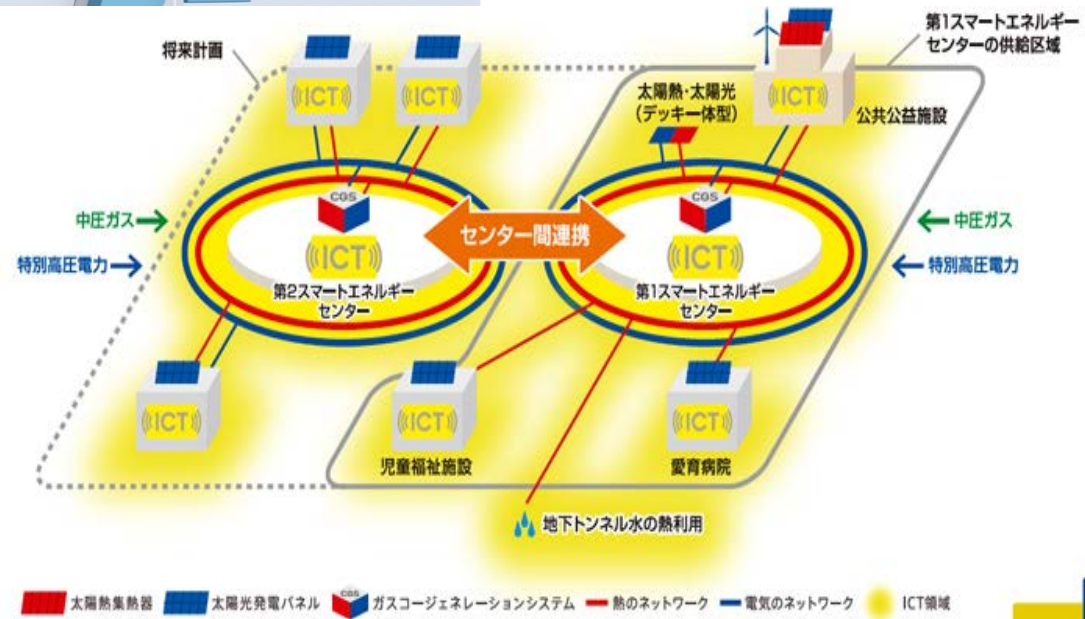 将来計画
第1スマートエネルギー
センターの供給区域
ICT
ICT
太陽熱・太陽光
(デッキ一体型)
ICT
公共公益施設
中圧ガス
特別高圧電力
CGS
ICT
第2スマートエネルギー
センター
センター間連携
CGS
ICT
第1スマートエネルギー
センター
中圧ガス
特別高圧電力
ICT
ICT
児童福祉施設
ICT
愛育病院
地下トンネル水の熱利用
太陽熱集熱器
太陽光発電パネル
CGS
ガスコージェネレーションシステム
熱のネットワーク
電気のネットワーク
ICT領域